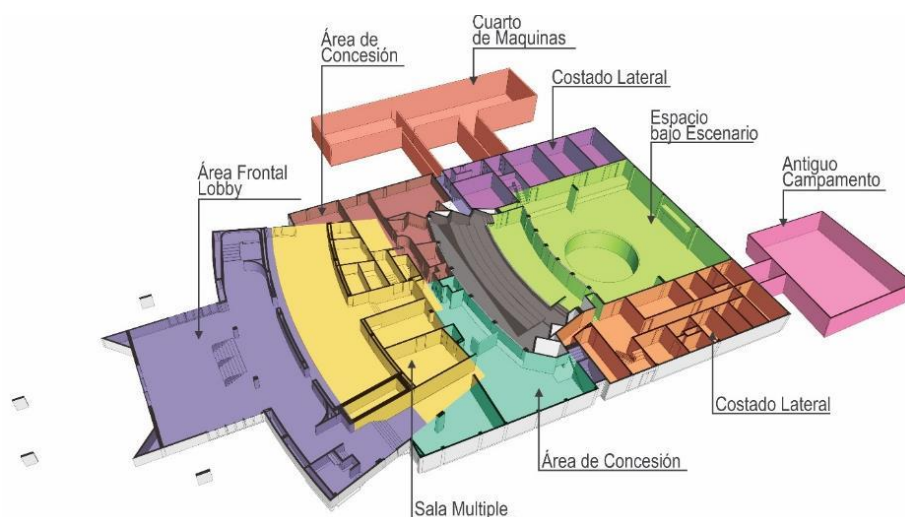 Cuarto
de Maquinas
Área de
Concesión
Costado Lateral
Espacio
bajo Escenario
Antiguo
Campamento
Área Frontal
Lobby
Costado Lateral
Área de Concesión
Sala Multiple